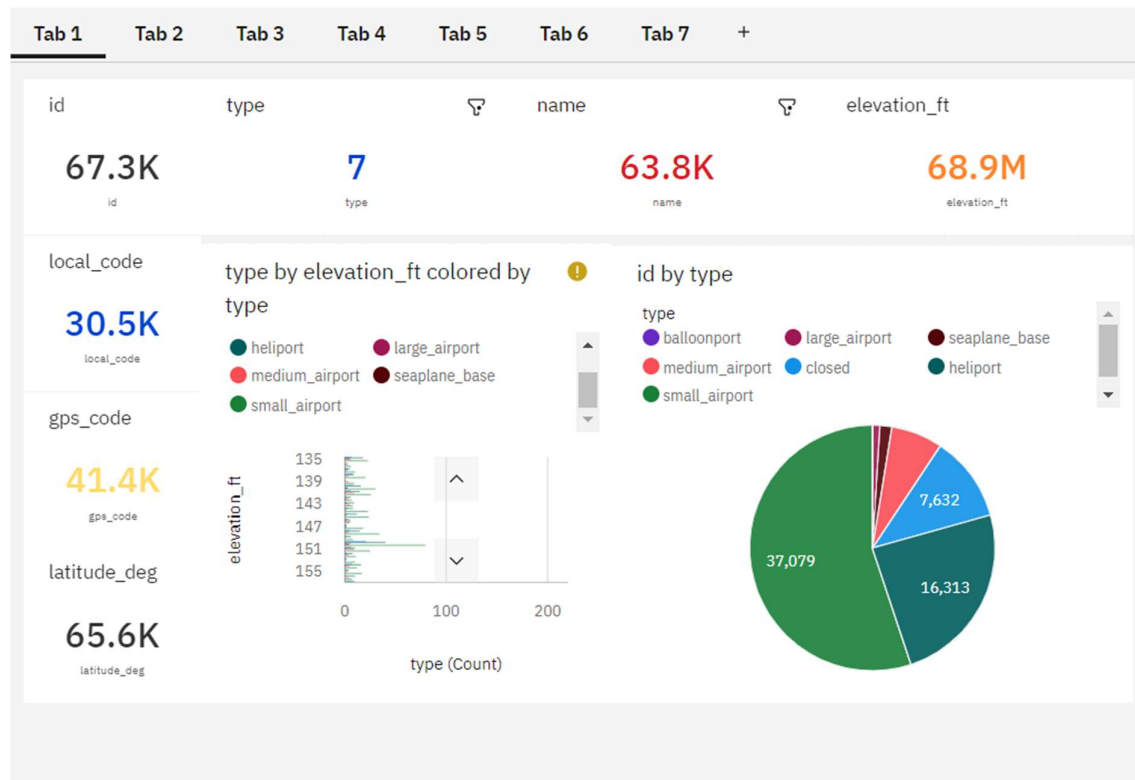 Tab 1 Tab 2 Tab 3 Tab 4 Tab 5 Tab 6 Tab 7 +
id
67.3K
id
type
7
type
name
63.8K
name
elevation_ft
68.9M
elevation_ft
local_code
30.5K
local_code
gps_code
41.4K
gps_code
latitude_deg
65.6K
latitude_deg
type by elevation_ft colored by
type
heliport large_airport
medium_airport seaplane_base
small_airport
elevation_ft
135
139
143
147
151
155
0 100 200
type (Count)
id by type
type
balloonport large_airport seaplane_base
medium_airport closed heliport
small_airport
7,632
37,079
16,313